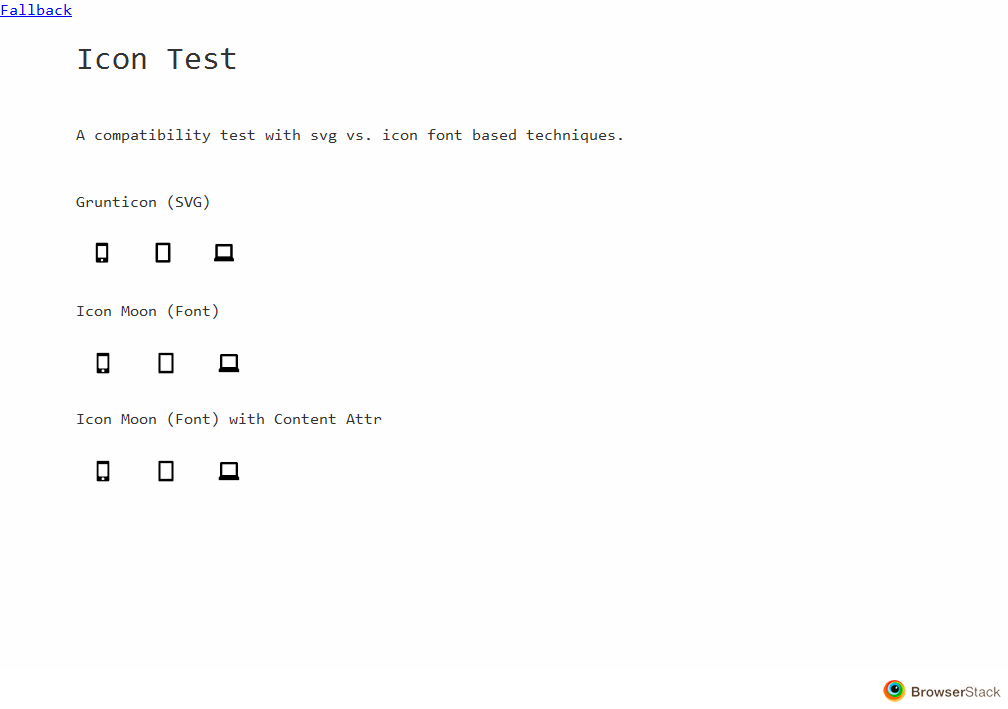 Fallback
Icon Test
A compatibility test with svg vs. icon font based techniques.
Grunticon (SVG)
Icon Moon (Font)
Icon Moon (Font) with Content Attr
BrowserStack